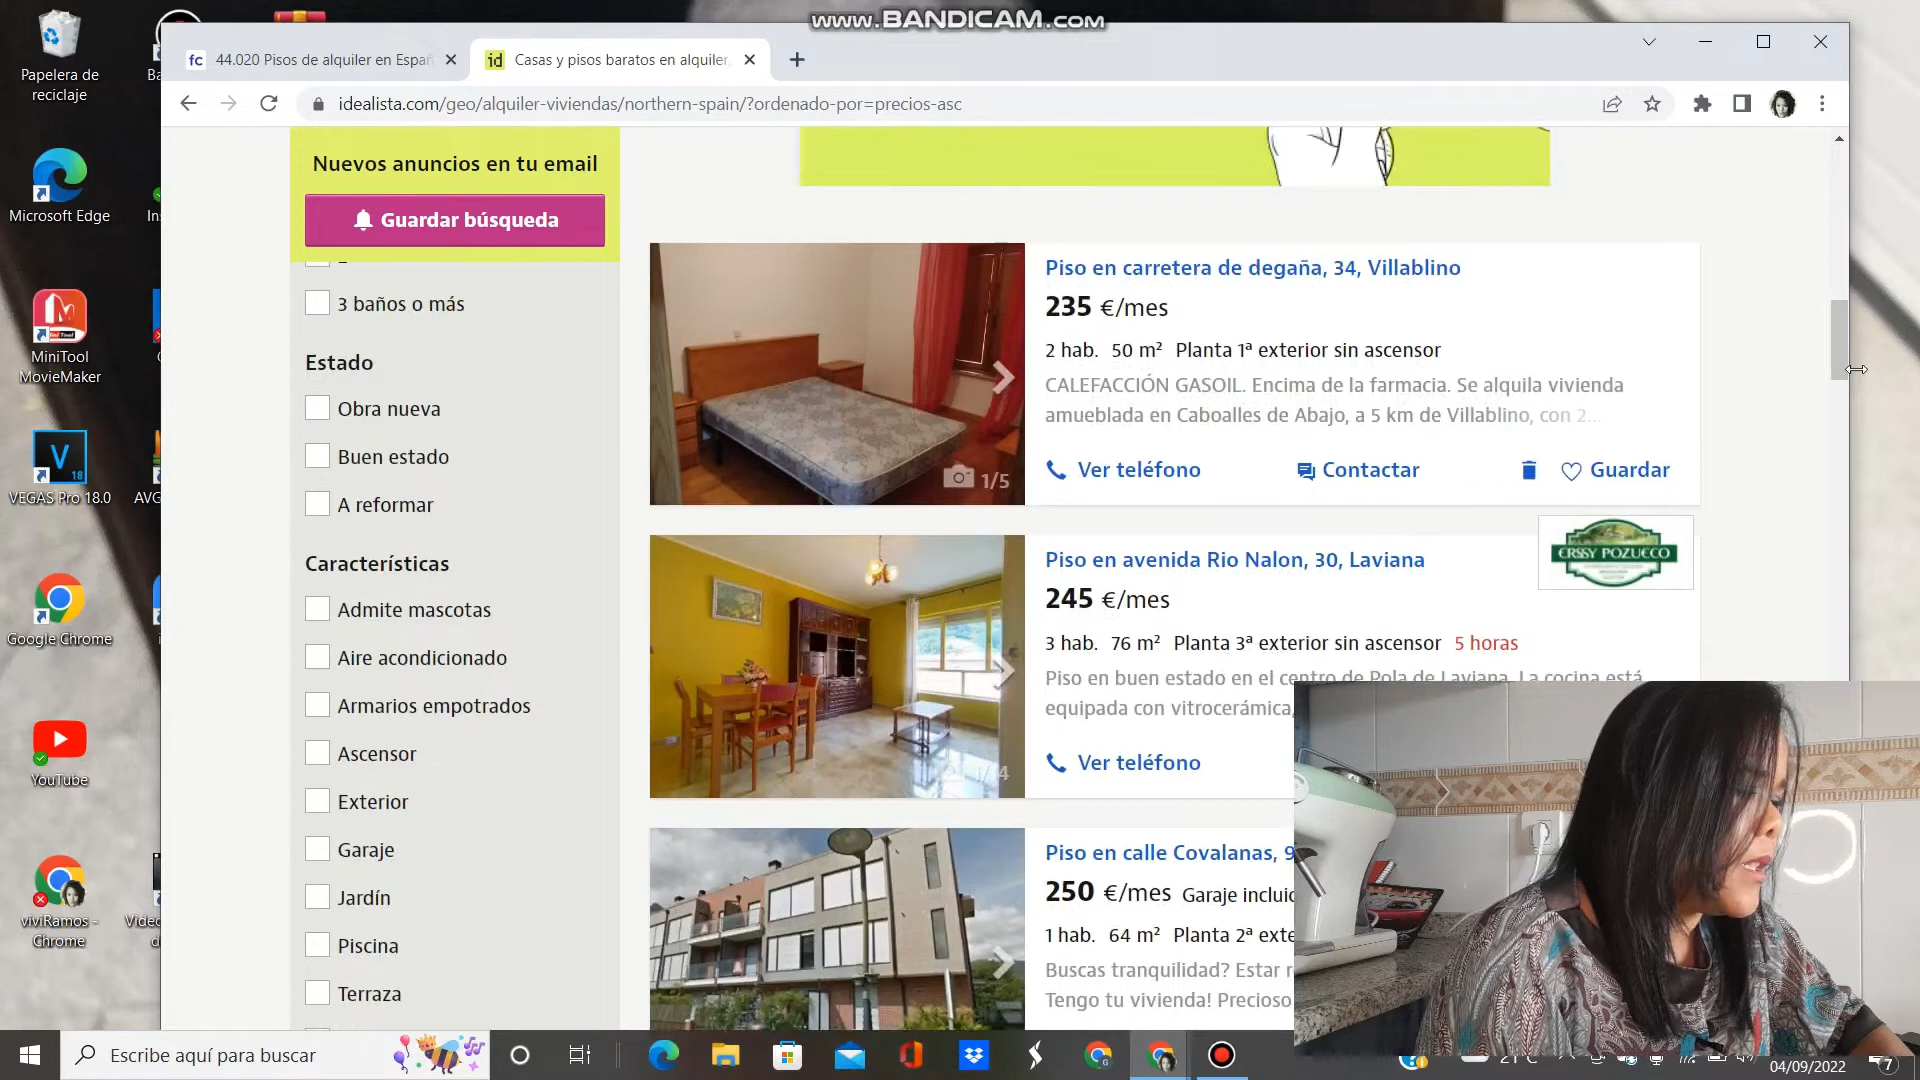 www.BANDICAM.com
Papelera de
reciclaje
Microsoft Edge
MiniTool
MovieMaker
VEGAS Pro 18.0
Google Chrome
YouTube
viviRamos -
Chrome
fc 44.020 Pisos de alquiler en Españ
id Casas y pisos baratos en alquiler,
idealista.com/geo/alquiler-viviendas/northern-spain/?ordenado-por=precios-asc
Nuevos anuncios en tu email
Guardar búsqueda
3 baños o más
Estado
Obra nueva
Buen estado
A reformar
Características
Admite mascotas
Aire acondicionado
Armarios empotrados
Ascensor
Exterior
Garaje
Jardín
Piscina
Terraza
1/5
Piso en carretera de degaña, 34, Villablino
235 €/mes
2 hab. 50 m² Planta 1ª exterior sin ascensor
CALEFACCIÓN GASOIL. Encima de la farmacia. Se alquila vivienda
amueblada en Caboalles de Abajo, a 5 km de Villablino, con 2...
Ver teléfono Contactar Guardar
ERSSY POZUECO
Piso en avenida Rio Nalon, 30, Laviana
245 €/mes
3 hab. 76 m² Planta 3ª exterior sin ascensor 5 horas
Piso en buen estado en el centro de Pola de Laviana. La cocina está
equipada con vitrocerámica,
Ver teléfono
Piso en calle Covalanas, 9
250 €/mes Garaje incluid
1 hab. 64 m² Planta 2ª exte
Buscas tranquilidad? Estar r
Tengo tu vivienda! Precioso
Escribe aquí para buscar
21°C
04/09/2022
7